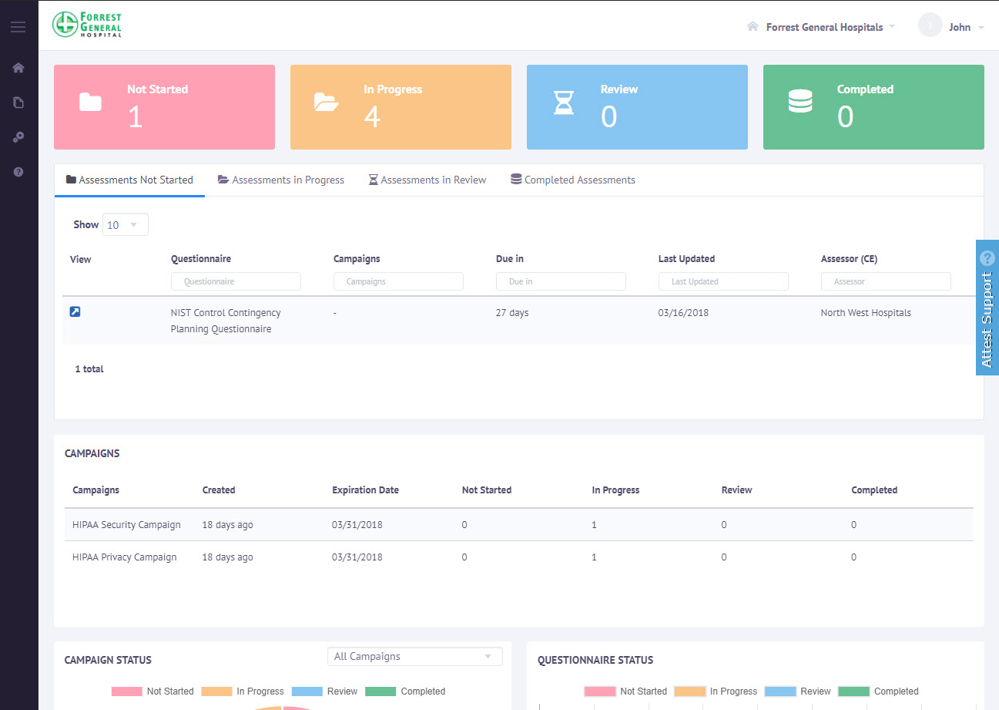 FORREST
GENERAL
HOSPITAL
Forrest General Hospitals
John
Not Started
1
In Progress
4
Review
0
Completed
0
Assessments Not Started
Assessments in Progress
Assessments in Review
Completed Assessments
Show 10
View
Questionnaire
Campaigns
Due in
Last Updated
Assessor (CE)
Questionnaire
Campaigns
Due in
Last Updated
Assessor
NIST Control Contingency
Planning Questionnaire
-
27 days
03/16/2018
North West Hospitals
1 total
? Attest Support
CAMPAIGNS
Campaigns Created Expiration Date Not Started In Progress Review Completed
HIPAA Security Campaign 18 days ago 03/31/2018 0 1 0 0
HIPAA Privacy Campaign 18 days ago 03/31/2018 0 1 0 0
CAMPAIGN STATUS
All Campaigns
Not Started In Progress Review Completed
QUESTIONNAIRE STATUS
Not Started In Progress Review Completed